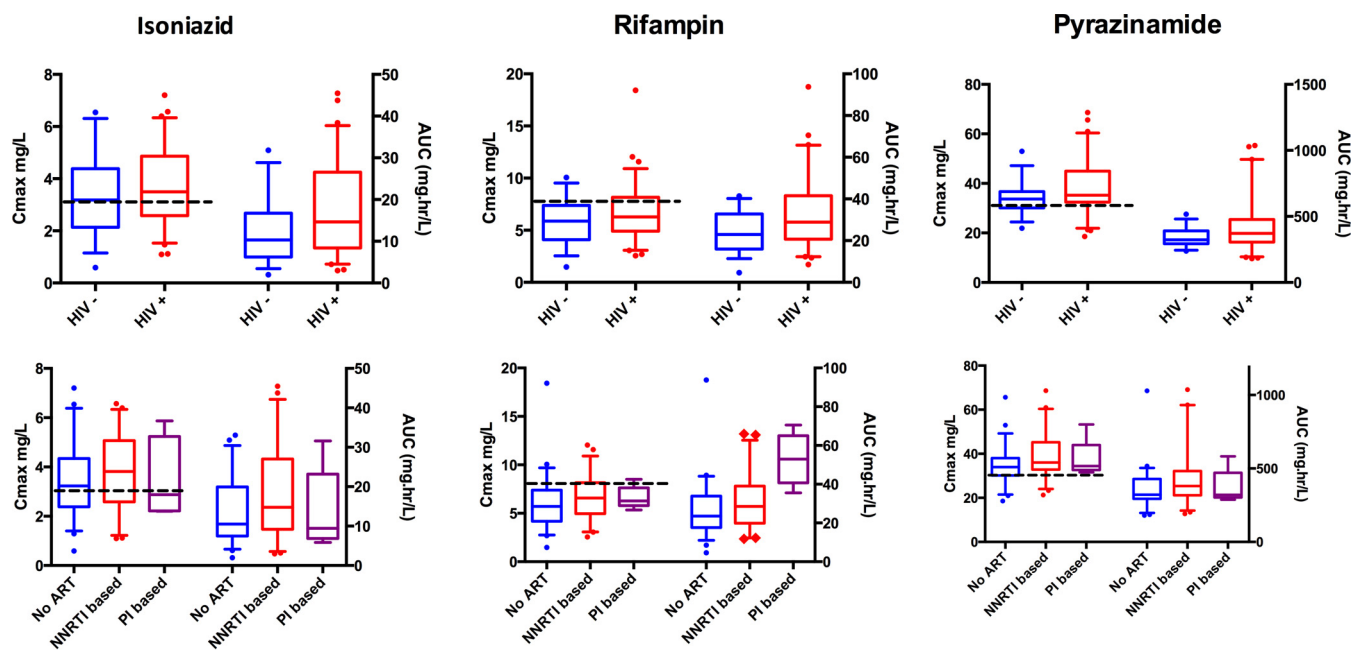 Isoniazid
Rifampin
Pyrazinamide
8
6
4
2
0
Cmax mg/L
50
40
30
20
10
0
AUC (mg.hr/L)
HIV -
HIV +
HIV -
HIV +
20
15
10
5
0
Cmax mg/L
100
80
60
40
20
0
AUC (mg.hr/L)
HIV -
HIV +
HIV -
HIV +
80
60
40
20
0
Cmax mg/L
1500
1000
500
0
AUC (mg.hr/L)
HIV -
HIV +
HIV -
HIV +
8
6
4
2
0
Cmax mg/L
50
40
30
20
10
0
AUC (mg.hr/L)
No ART
NNRTI based
PI based
No ART
NNRTI based
PI based
20
15
10
5
0
Cmax mg/L
100
80
60
40
20
0
AUC (mg.hr/L)
No ART
NNRTI based
PI based
No ART
NNRTI based
PI based
80
60
40
20
0
Cmax mg/L
1000
500
0
AUC (mg.hr/L)
No ART
NNRTI based
PI based
No ART
NNRTI based
PI based